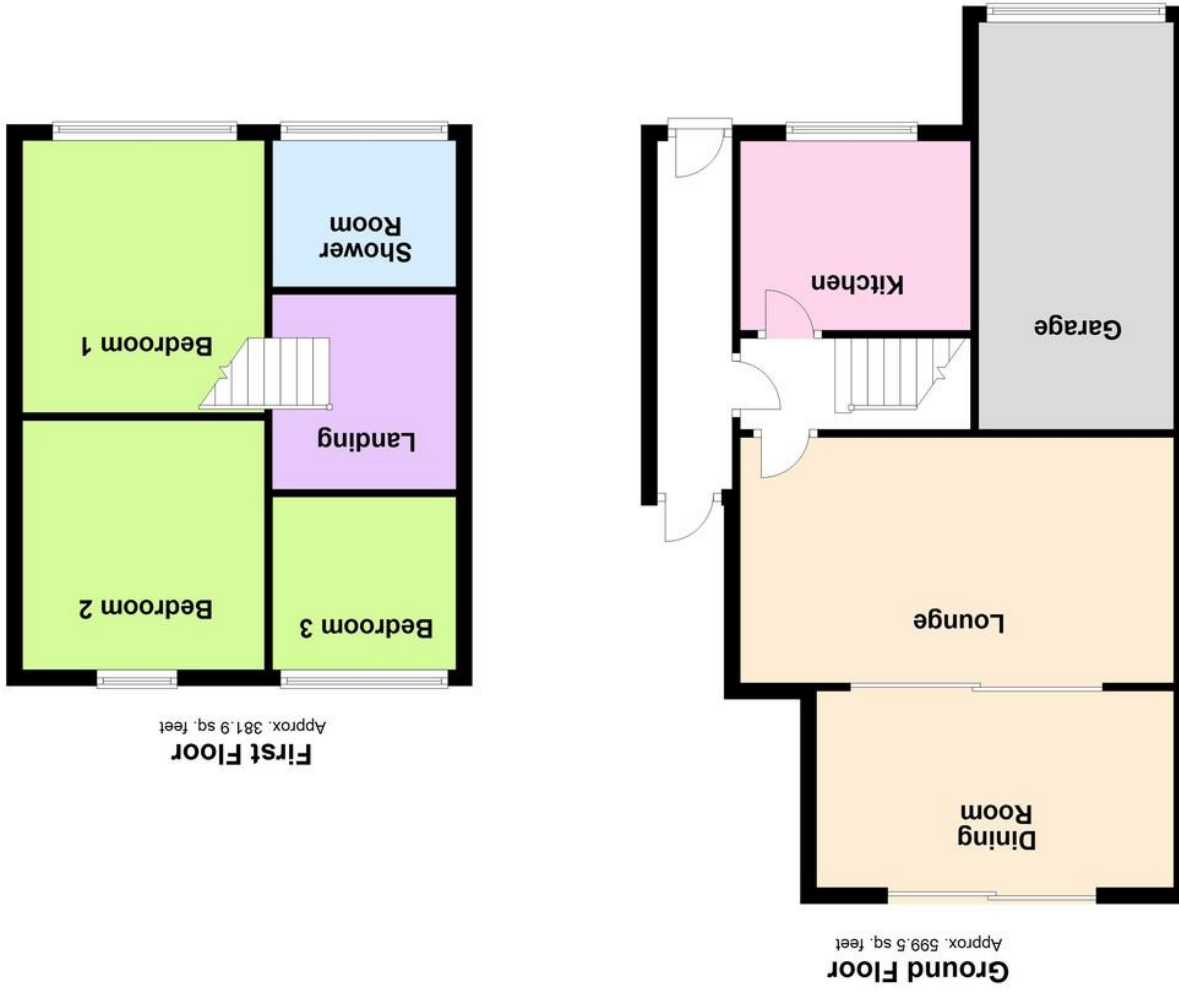 Ground Floor
Approx. 599.5 sq. feet
Dining
Room
Lounge
Garage
Kitchen
First Floor
Approx. 381.9 sq. feet
Bedroom 3
Bedroom 2
Landing
Bedroom 1
Shower
Room